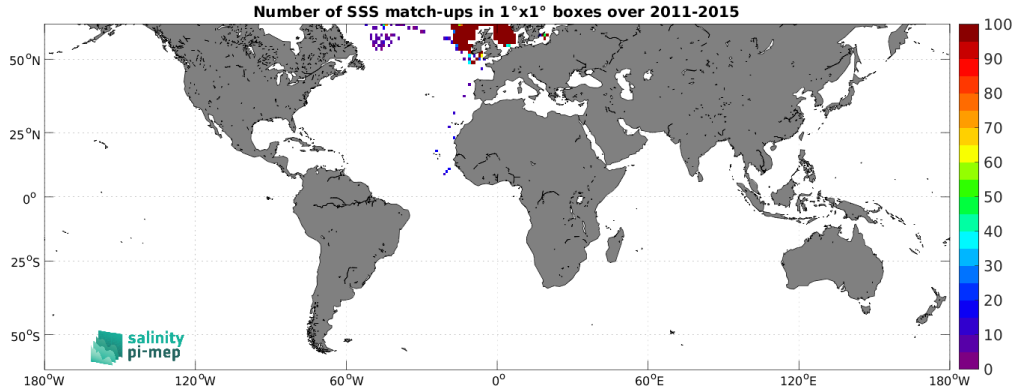 Number of SSS match-ups in 1°x1° boxes over 2011-2015
50°N
25°N
0°
25°S
50°S
180°W 120°W 60°W 0° 60°E 120°E 180°W
100
90
80
70
60
50
40
30
20
10
0
salinity
pi-mep